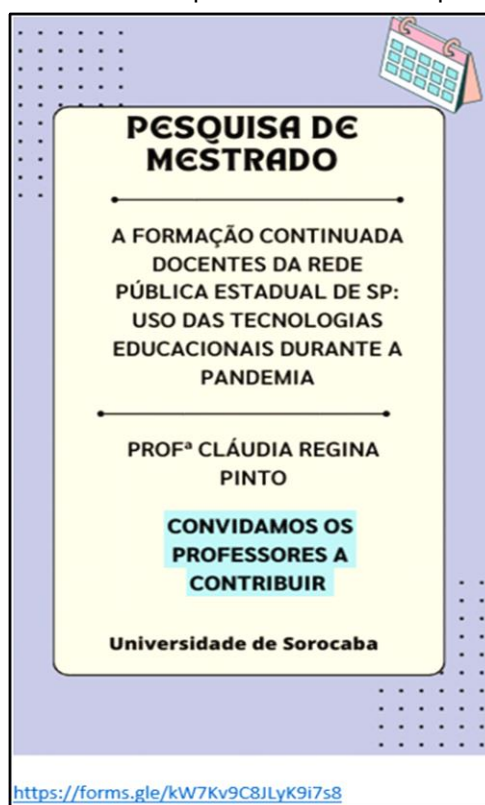 PESQUISA DE
MESTRADO
A FORMAÇÃO CONTINUADA
DOCENTES DA REDE
PÚBLICA ESTADUAL DE SP:
USO DAS TECNOLOGIAS
EDUCACIONAIS DURANTE A
PANDEMIA
PROFª CLÁUDIA REGINA
PINTO
CONVIDAMOS OS
PROFESSORES A
CONTRIBUIR
Universidade de Sorocaba
https://forms.gle/kW7Kv9C8JLyK9i7s8